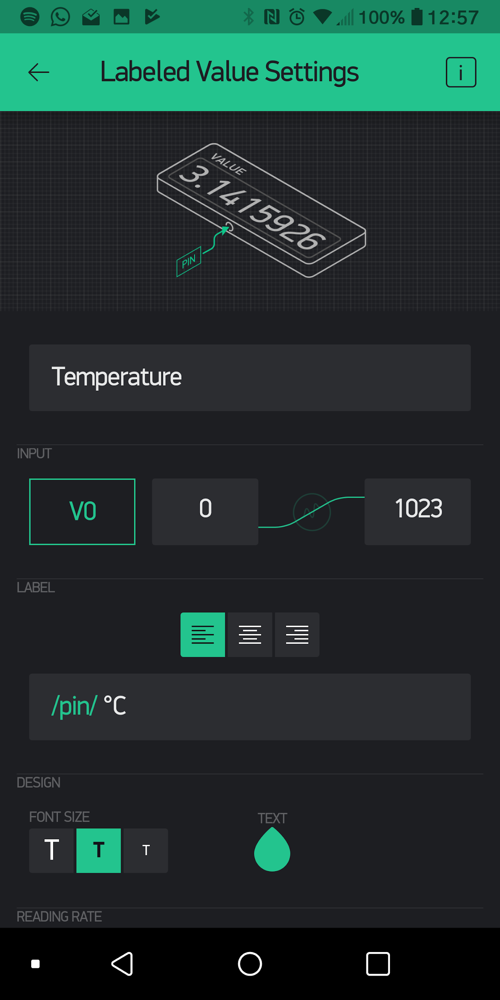 100% 12:57
Labeled Value Settings
i
VALUE
3.1415926
PIN
Temperature
INPUT
V0 0 1023
LABEL
/pin/ °C
DESIGN
FONT SIZE TEXT
T T T
READING RATE